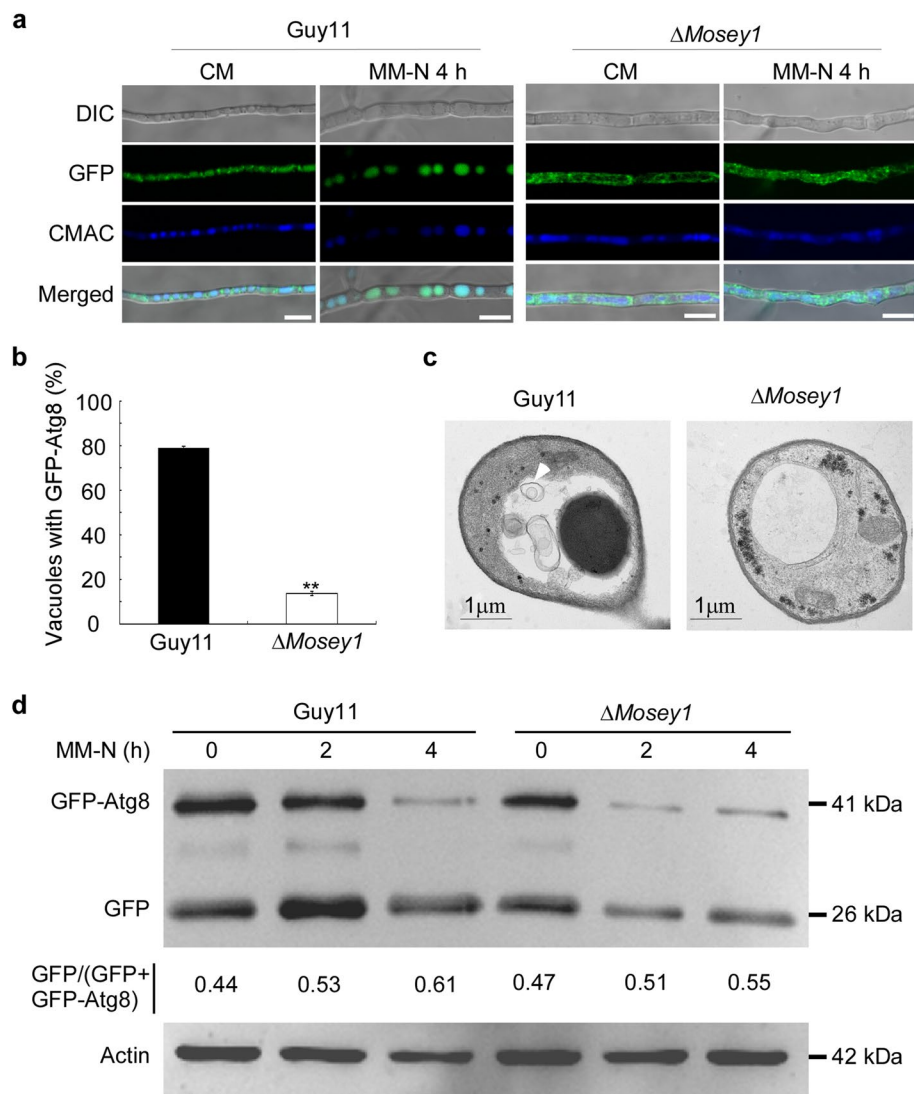 a
Guy11
ΔMosey1
CM
MM-N 4 h
CM
MM-N 4 h
DIC
GFP
CMAC
Merged
b
Vacuoles with GFP-Atg8 (%)
100
80
60
40
20
0
**
Guy11
ΔMosey1
c
Guy11
ΔMosey1
1μm
1μm
d
Guy11
ΔMosey1
MM-N (h)
0
2
4
0
2
4
GFP-Atg8
41 kDa
GFP
26 kDa
GFP/(GFP+
GFP-Atg8)
0.44
0.53
0.61
0.47
0.51
0.55
Actin
42 kDa